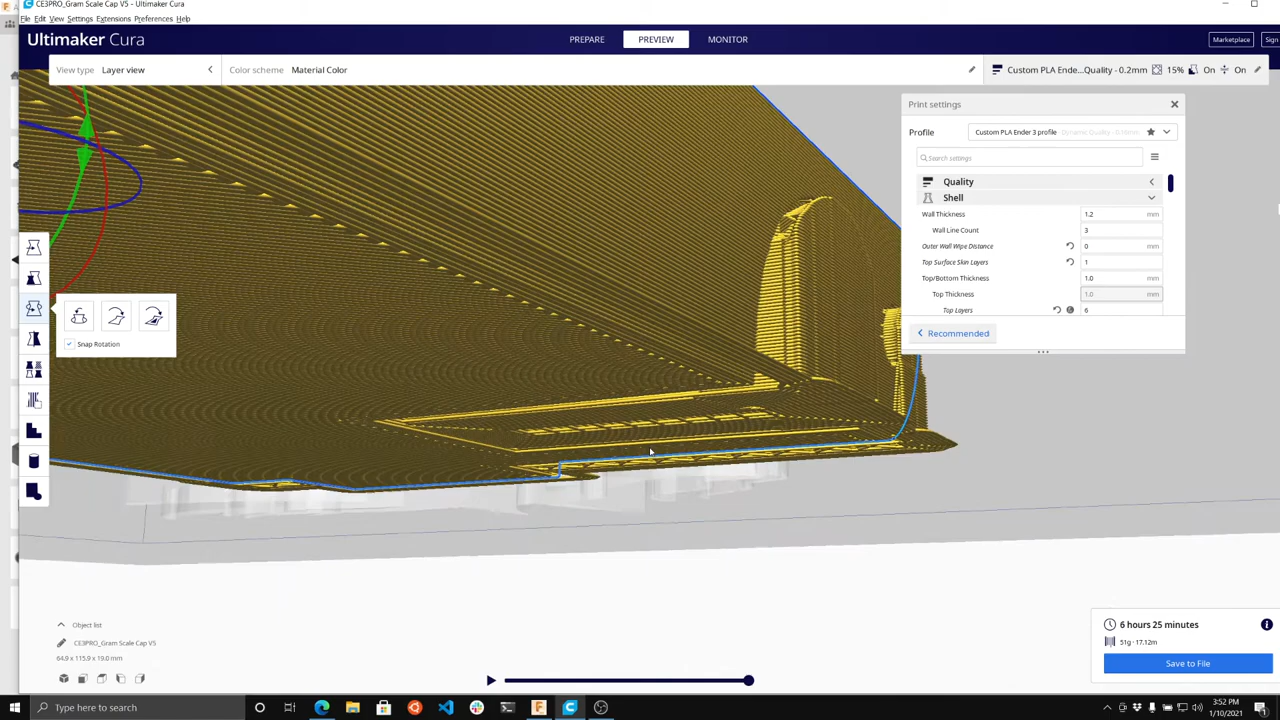 CE3PRO_Gram Scale Cap V5 - Ultimaker Cura
File Edit View Settings Extensions Preferences Help
Ultimaker Cura
PREPARE
PREVIEW
MONITOR
Marketplace
Sign
View type Layer view
Color scheme Material Color
Custom PLA Ende...Quality - 0.2mm 15% On On
Print settings
Profile Custom PLA Ender 3 profile
Search settings
Quality
Shell
Wall Thickness 1.2 mm
Wall Line Count 3
Outer Wall Wipe Distance 0 mm
Top Surface Skin Layers 1
Top/Bottom Thickness 1.0 mm
Top Thickness 1.0 mm
Top Layers 6
Recommended
Snap Rotation
Object list
CE3PRO_Gram Scale Cap V5
64.9 x 115.9 x 19.0 mm
6 hours 25 minutes
51g · 17.12m
Save to File
Type here to search
3:52 PM
1/10/2021